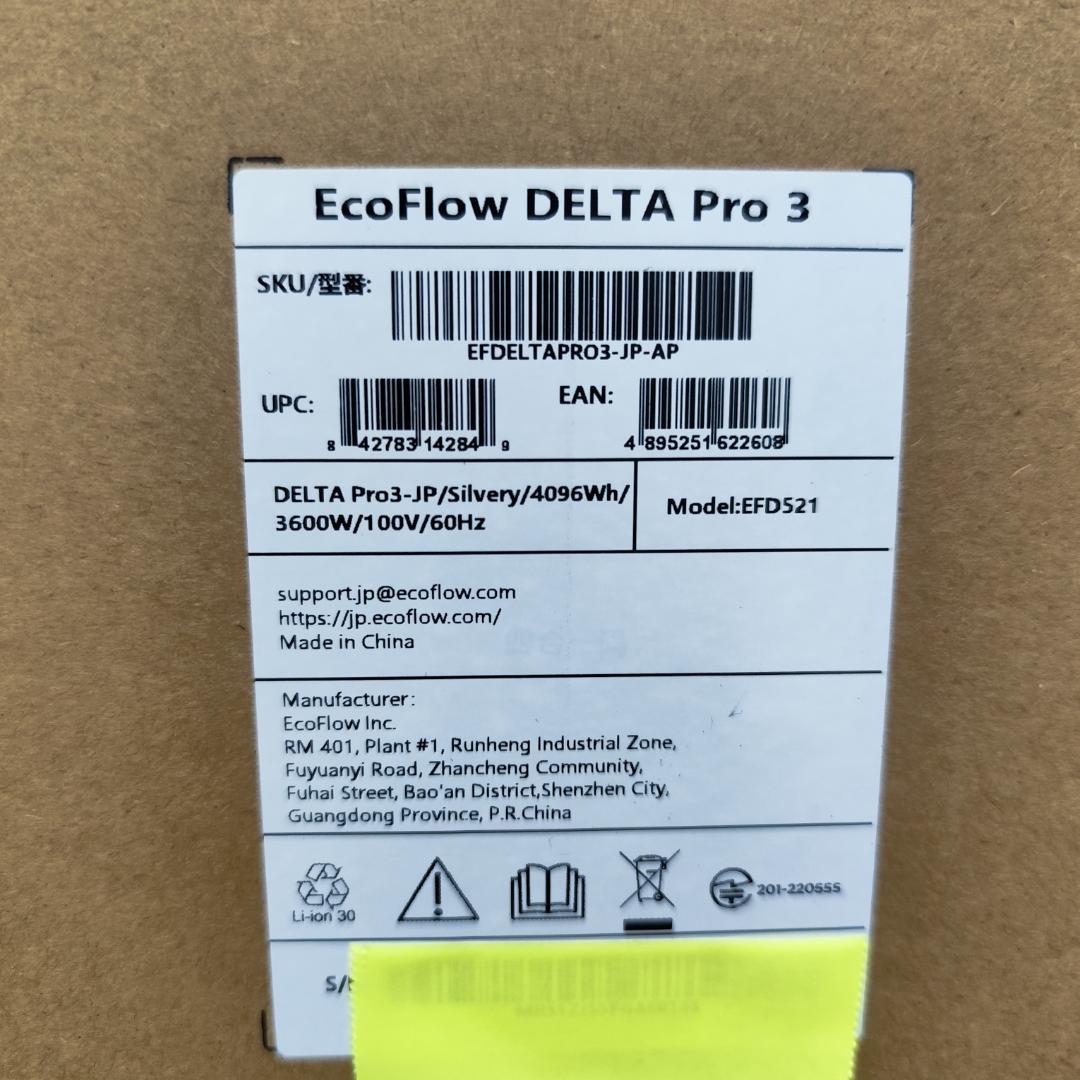 EcoFlow DELTA Pro 3
SKU/型番:
EFDELTAPRO3-JP-AP
UPC:
8 42783 14284 9
EAN:
4 895251 622608
DELTA Pro3-JP/Silvery/4096Wh/
3600W/100V/60Hz
Model:EFD521
support.jp@ecoflow.com
https://jp.ecoflow.com/
Made in China
Manufacturer:
EcoFlow Inc.
RM 401, Plant #1, Runheng Industrial Zone,
Fuyuanyi Road, Zhancheng Community,
Fuhai Street, Bao'an District,Shenzhen City,
Guangdong Province, P.R.China
Li-ion 30
201-220555